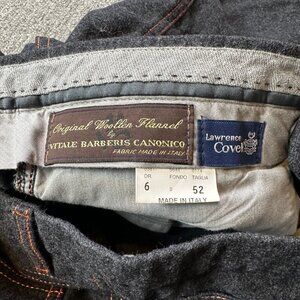 Original Woollen Flannel
by
VITALE BARBERIS CANONICO
FABRIC MADE IN ITALY
Lawrence
Covell
DR. FONDO TAGLIA
6 52
MADE IN ITALY